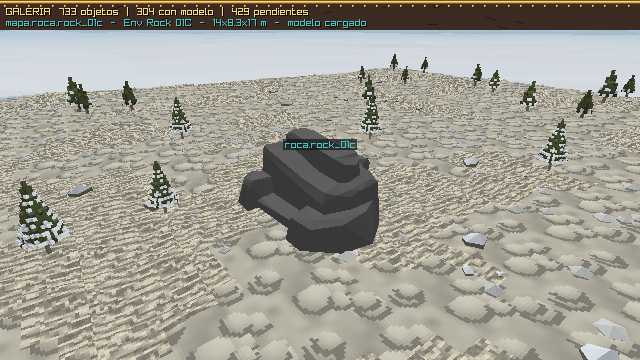 GALERIA 733 objetos | 304 con modelo | 429 pendientes
mapa.roca.rock_01c - Env Rock 01C - 14x8.3x17 m - modelo cargado
roca.rock_01c